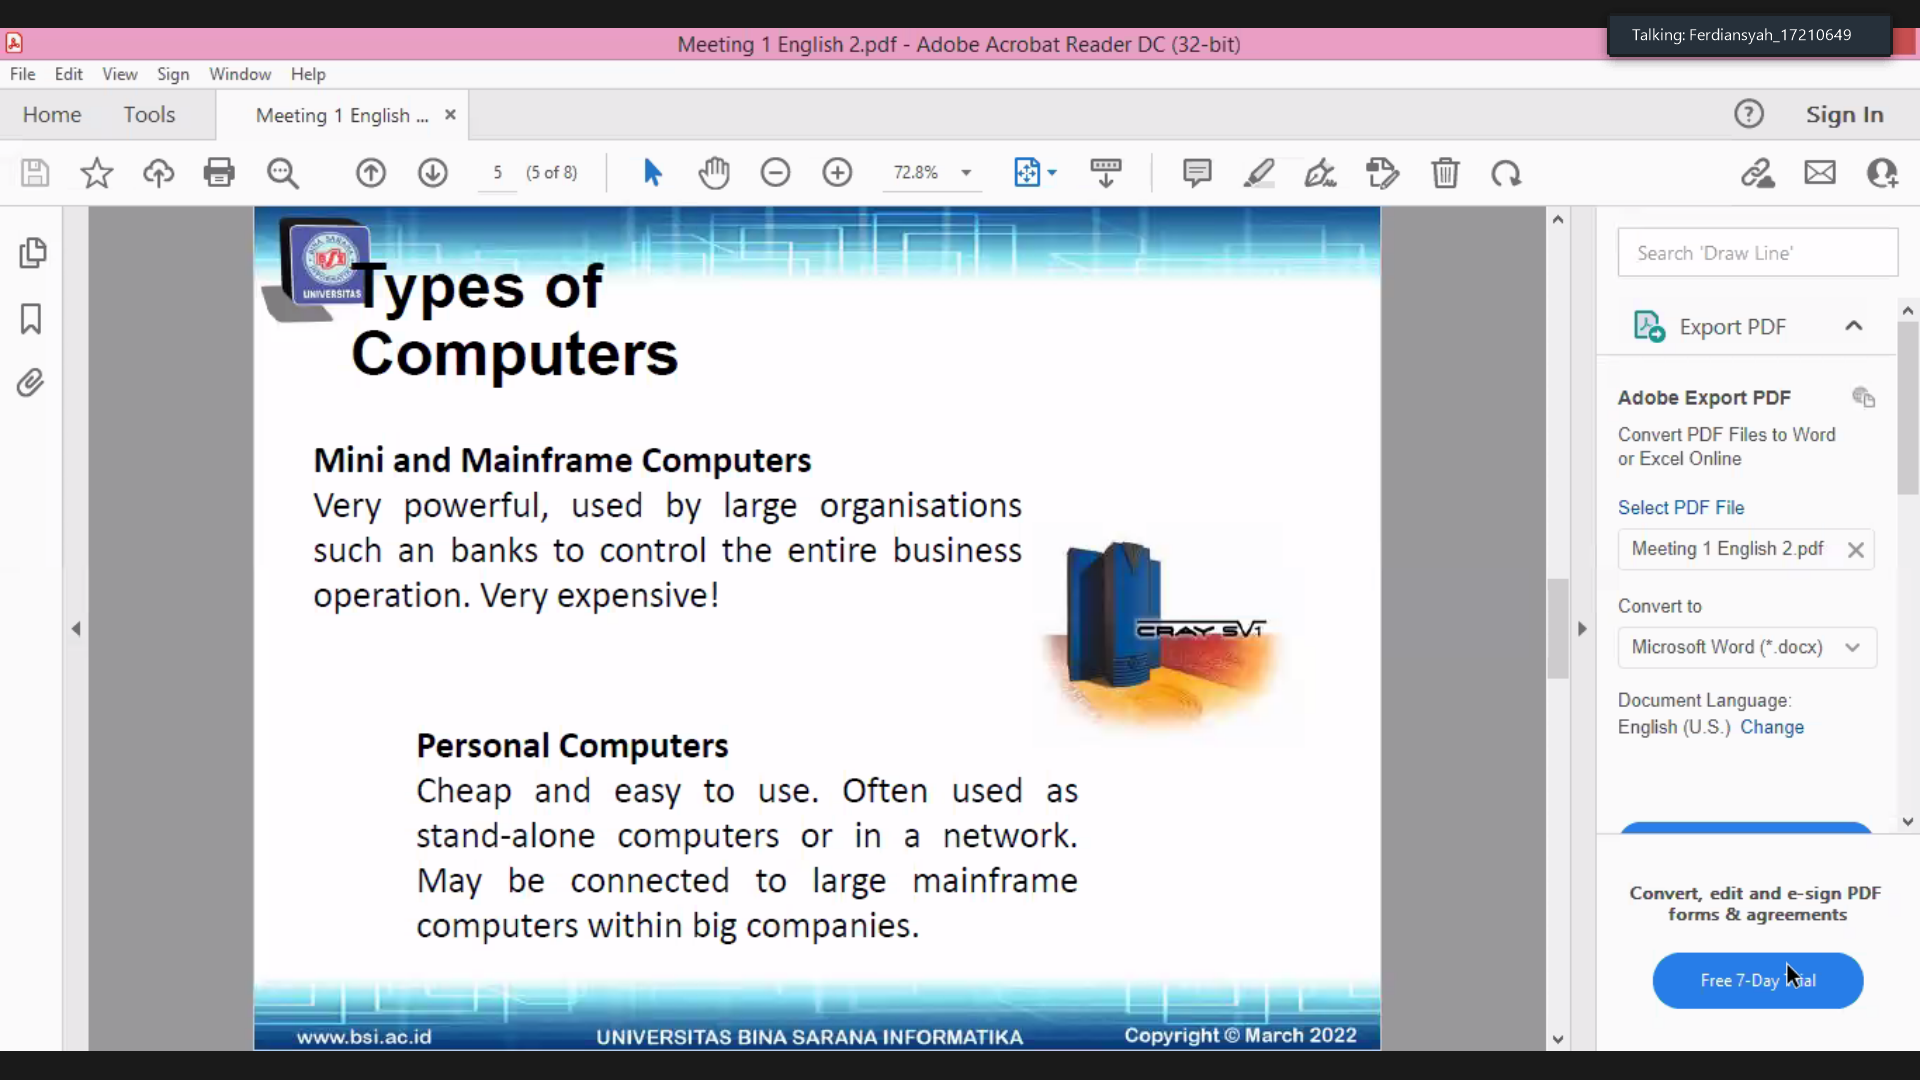 Talking: Ferdiansyah_17210649
Meeting 1 English 2.pdf - Adobe Acrobat Reader DC (32-bit)
File Edit View Sign Window Help
Home Tools Meeting 1 English ... × Sign In
5 (5 of 8) 72.8%
UNIVERSITAS
Types of
Computers
Mini and Mainframe Computers
Very powerful, used by large organisations
such an banks to control the entire business
operation. Very expensive!
CRAY SV1
Personal Computers
Cheap and easy to use. Often used as
stand-alone computers or in a network.
May be connected to large mainframe
computers within big companies.
www.bsi.ac.id UNIVERSITAS BINA SARANA INFORMATIKA Copyright © March 2022
Search 'Draw Line'
Export PDF
Adobe Export PDF
Convert PDF Files to Word
or Excel Online
Select PDF File
Meeting 1 English 2.pdf
Convert to
Microsoft Word (*.docx)
Document Language:
English (U.S.) Change
Convert, edit and e-sign PDF
forms & agreements
Free 7-Day Trial